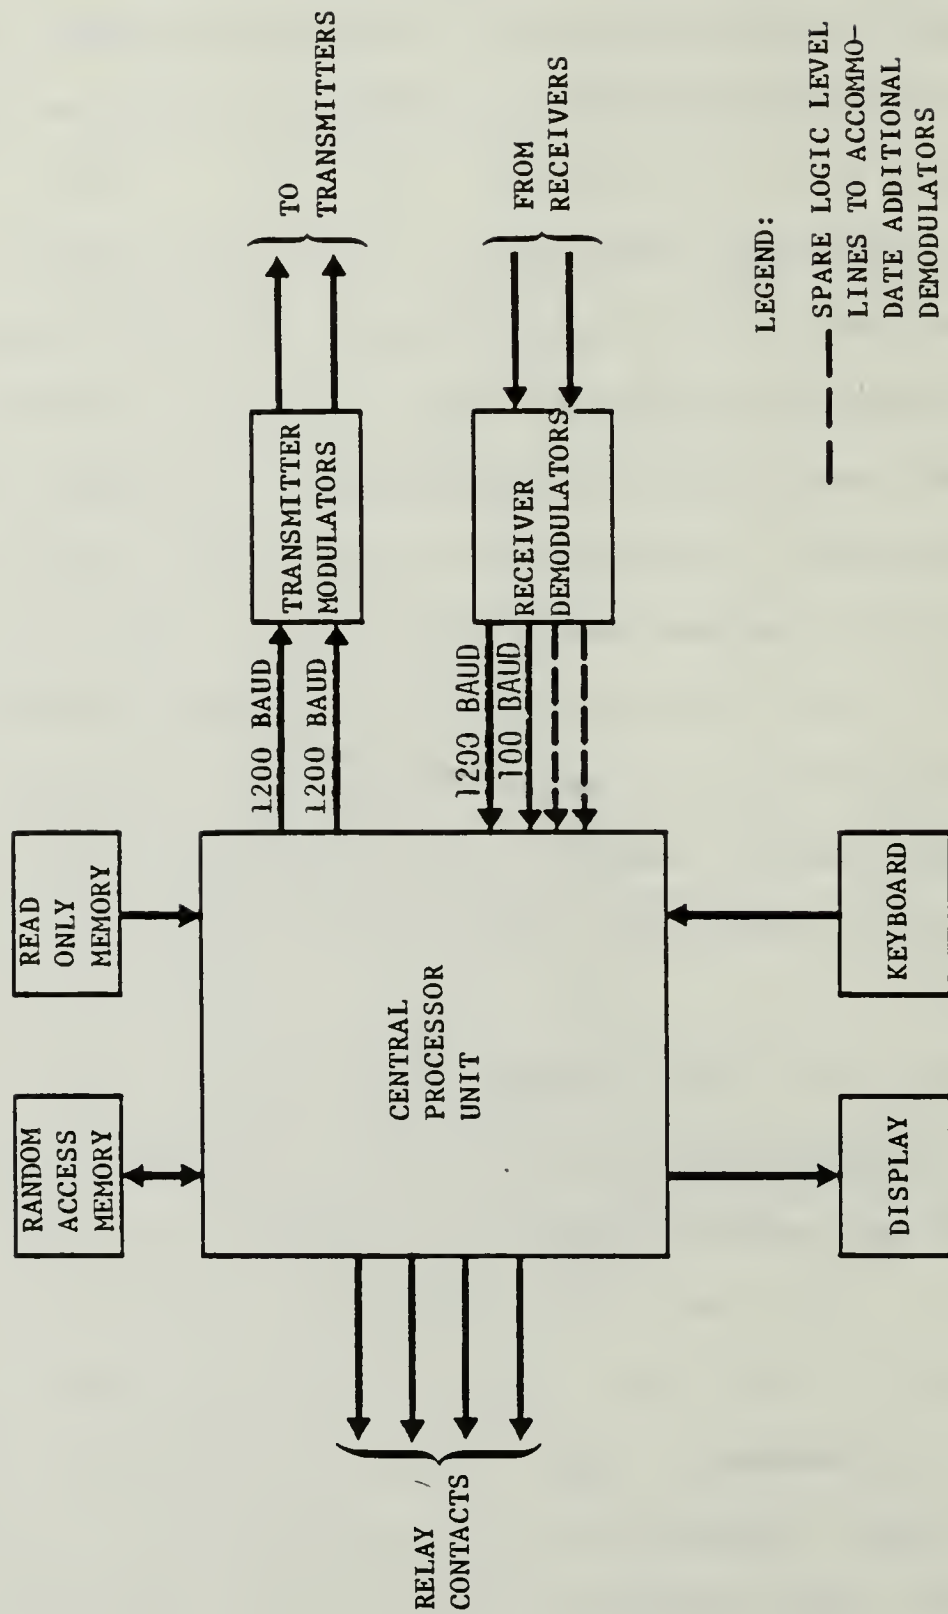 RANDOM
ACCESS
MEMORY
READ
ONLY
MEMORY
RELAY
CONTACTS
CENTRAL
PROCESSOR
UNIT
1200 BAUD
1200 BAUD
TRANSMITTER
MODULATORS
TO
TRANSMITTERS
1200 BAUD
100 BAUD
RECEIVER
DEMODULATORS
FROM
RECEIVERS
DISPLAY
KEYBOARD
LEGEND:
SPARE LOGIC LEVEL
LINES TO ACCOMMO-
DATE ADDITIONAL
DEMODULATORS